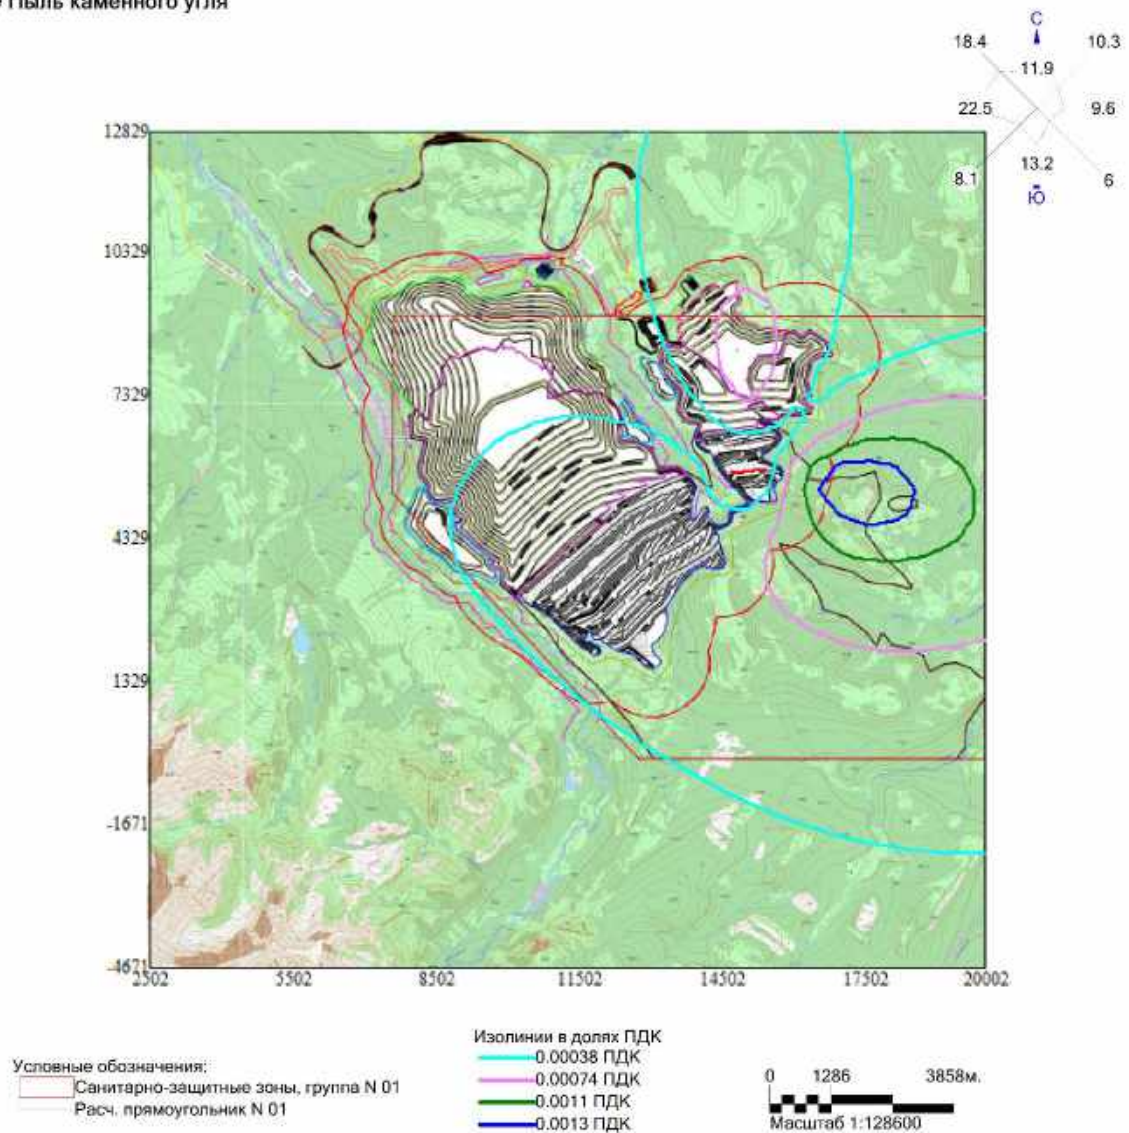 Пыль каменного угля
С
18.4
10.3
11.9
22.5
9.6
13.2
8.1
6
Ю
12829
10329
7329
4329
1329
-1671
-4671
2502
5502
8502
11502
14502
17502
20002
Изолинии в долях ПДК
0.00038 ПДК
0.00074 ПДК
0.0011 ПДК
0.0013 ПДК
Условные обозначения:
Санитарно-защитные зоны, группа N 01
Расч. прямоугольник N 01
0 1286 3858м.
Масштаб 1:128600